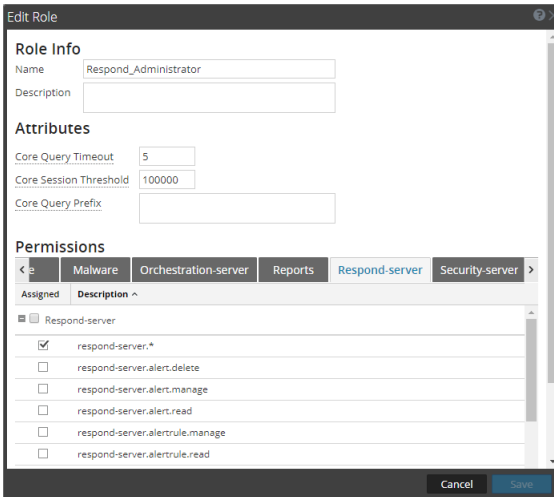 Edit Role
Role Info
Name Respond_Administrator
Description
Attributes
Core Query Timeout 5
Core Session Threshold 100000
Core Query Prefix
Permissions
e Malware Orchestration-server Reports Respond-server Security-server
Assigned Description
Respond-server
respond-server.*
respond-server.alert.delete
respond-server.alert.manage
respond-server.alert.read
respond-server.alertrule.manage
respond-server.alertrule.read
Cancel Save